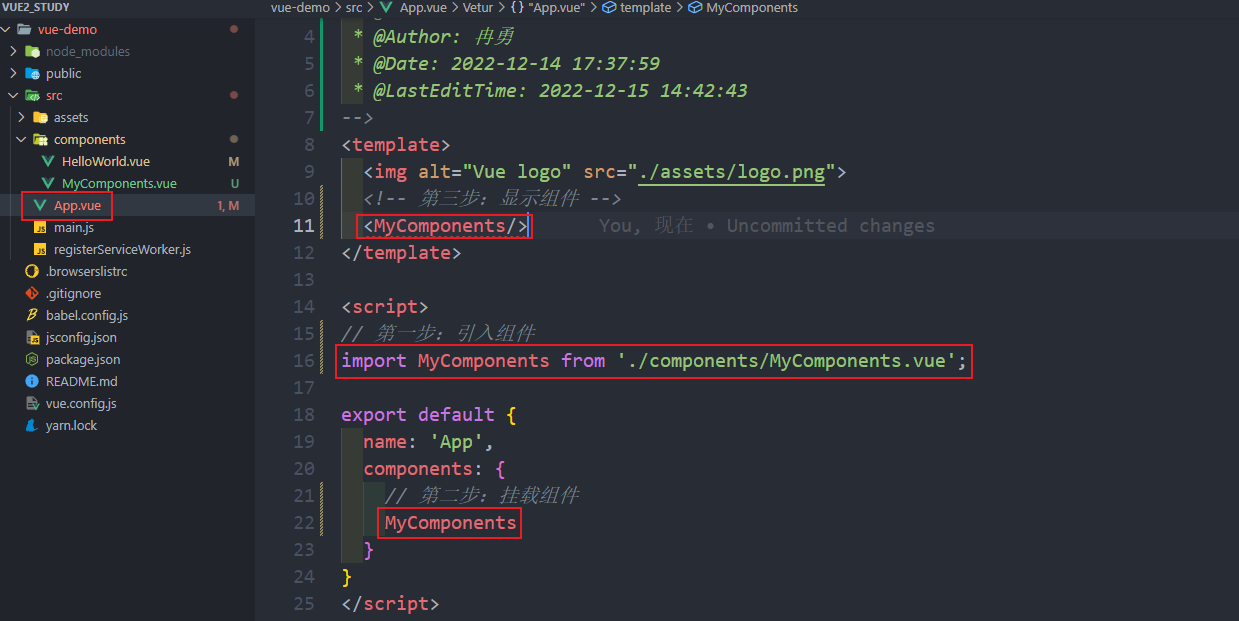 VUE2_STUDY
vue-demo
node_modules
public
src
assets
components
HelloWorld.vue M
MyComponents.vue U
App.vue 1, M
main.js
registerServiceWorker.js
.browserslistrc
.gitignore
babel.config.js
jsconfig.json
package.json
README.md
vue.config.js
yarn.lock
vue-demo > src > App.vue > Vetur > {} "App.vue" > template > MyComponents
4 * @Author: 冉勇
5 * @Date: 2022-12-14 17:37:59
6 * @LastEditTime: 2022-12-15 14:42:43
7 -->
8 <template>
9 <img alt="Vue logo" src="./assets/logo.png">
10 <!-- 第三步：显示组件 -->
11 <MyComponents/> You, 现在 • Uncommitted changes
12 </template>
13
14 <script>
15 // 第一步：引入组件
16 import MyComponents from './components/MyComponents.vue';
17
18 export default {
19 name: 'App',
20 components: {
21 // 第二步：挂载组件
22 MyComponents
23 }
24 }
25 </script>